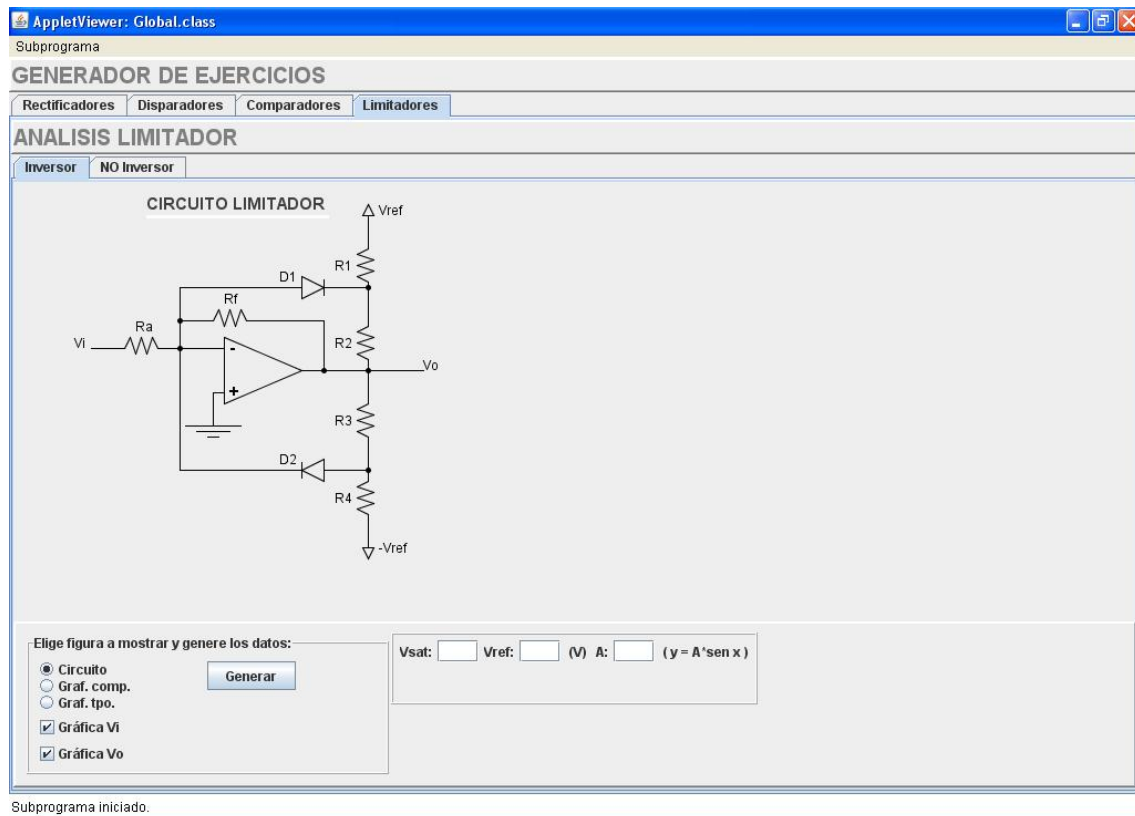 AppletViewer: Global.class
Subprograma
GENERADOR DE EJERCICIOS
Rectificadores Disparadores Comparadores Limitadores
ANALISIS LIMITADOR
Inversor NO Inversor
CIRCUITO LIMITADOR
Vref
R1
D1
Rf
Ra
Vi
-
R2
Vo
+
R3
D2
R4
-Vref
Elige figura a mostrar y genere los datos:
Circuito
Generar
Graf. comp.
Graf. tpo.
Gráfica Vi
Gráfica Vo
Vsat: Vref: (V) A: ( y = A*sen x )
Subprograma iniciado.